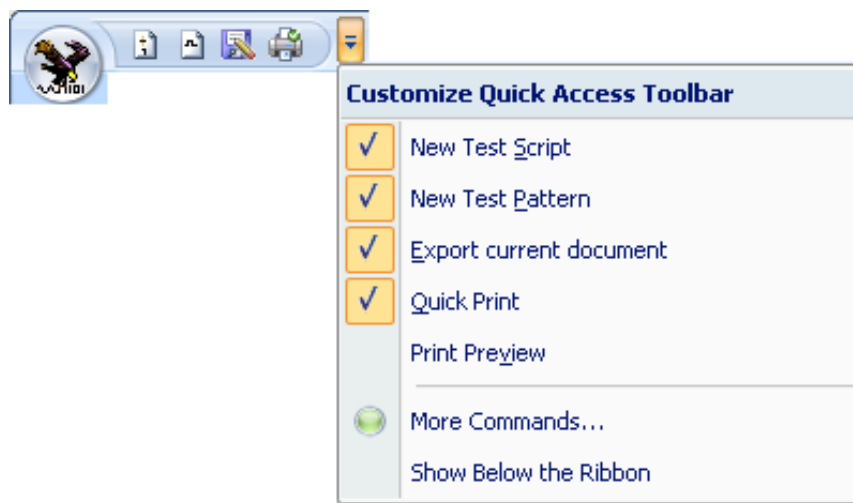 Customize Quick Access Toolbar
New Test Script
New Test Pattern
Export current document
Quick Print
Print Preview
More Commands...
Show Below the Ribbon